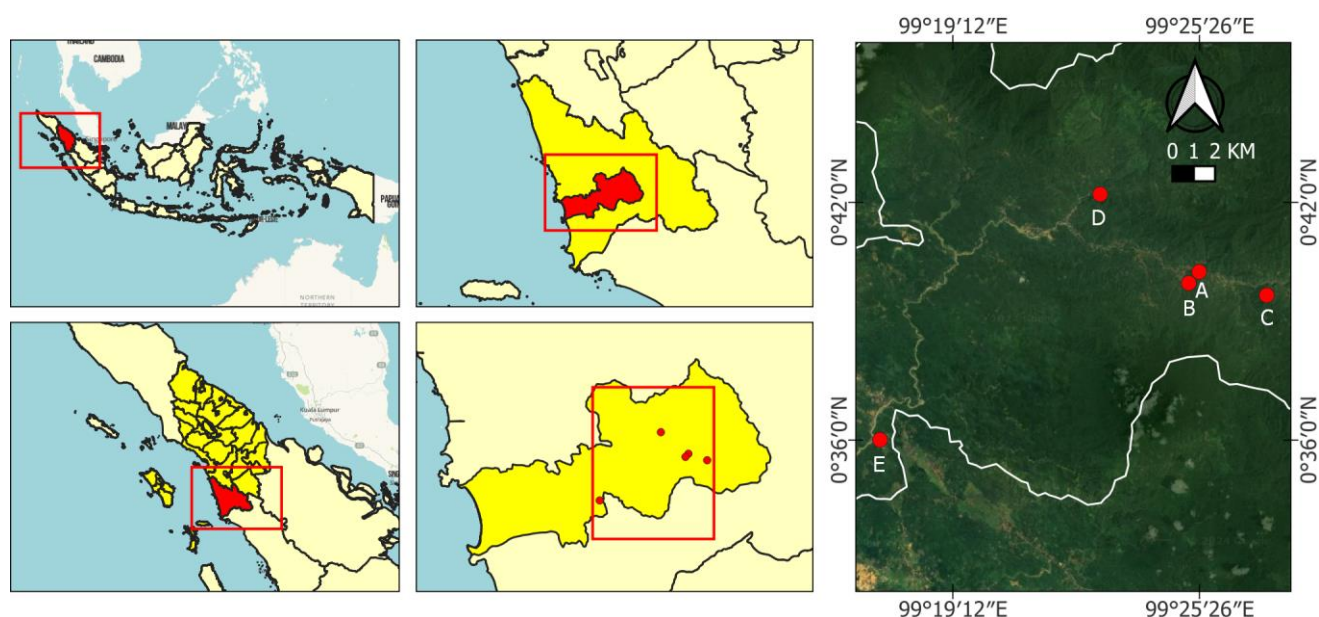 THAILAND
CAMBODIA
MALAY
PAPUA
NORTHERN
TERRITORY
Kuala Lumpur
99°19′12″E 99°25′26″E
0 1 2 KM
0°42′0″N 0°42′0″N
D
A
B
C
0°36′0″N 0°36′0″N
E
99°19′12″E 99°25′26″E